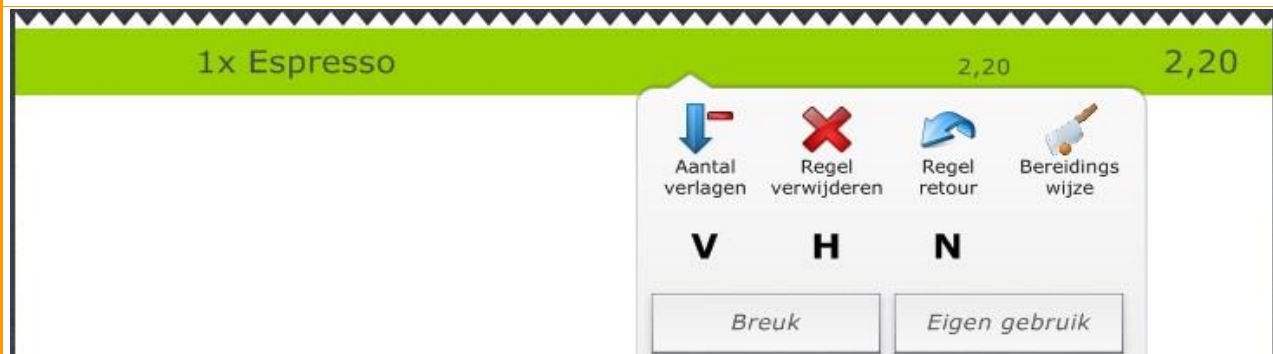 1x Espresso 2,20 2,20
Aantal verlagen
Regel verwijderen
Regel retour
Bereidings wijze
V H N
Breuk Eigen gebruik